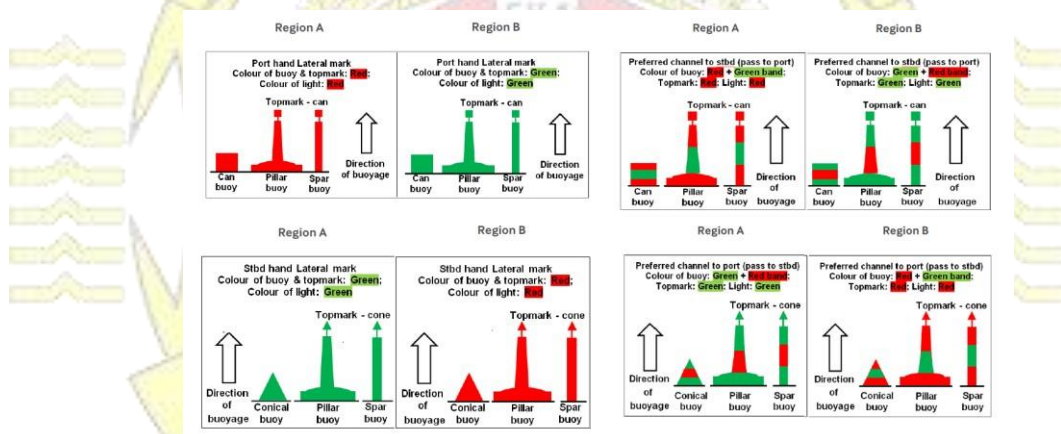 Region A
Port hand Lateral mark
Colour of buoy & topmark: Red;
Colour of light: Red
Topmark - can
Direction
of buoyage
Can
buoy
Pillar
buoy
Spar
buoy
Region B
Port hand Lateral mark
Colour of buoy & topmark: Green;
Colour of light: Green
Topmark - can
Direction
of buoyage
Can
buoy
Pillar
buoy
Spar
buoy
Region A
Preferred channel to stbd (pass to port)
Colour of buoy: Red + Green band;
Topmark: Red; Light: Red
Topmark - can
Direction
of
buoyage
Can
buoy
Pillar
buoy
Spar
buoy
Region B
Preferred channel to stbd (pass to port)
Colour of buoy: Green + Red band;
Topmark: Green; Light: Green
Topmark - can
Direction
of
buoyage
Can
buoy
Pillar
buoy
Spar
buoy
Region A
Stbd hand Lateral mark
Colour of buoy & topmark: Green;
Colour of light: Green
Topmark - cone
Direction
of
buoyage
Conical
buoy
Pillar
buoy
Spar
buoy
Region B
Stbd hand Lateral mark
Colour of buoy & topmark: Red;
Colour of light: Red
Topmark - cone
Direction
of
buoyage
Conical
buoy
Pillar
buoy
Spar
buoy
Region A
Preferred channel to port (pass to stbd)
Colour of buoy: Green + Red band;
Topmark: Green; Light: Green
Topmark - cone
Direction
of
buoyage
Conical
buoy
Pillar
buoy
Spar
buoy
Region B
Preferred channel to port (pass to stbd)
Colour of buoy: Red + Green band;
Topmark: Red; Light: Red
Topmark - cone
Direction
of
buoyage
Conical
buoy
Pillar
buoy
Spar
buoy